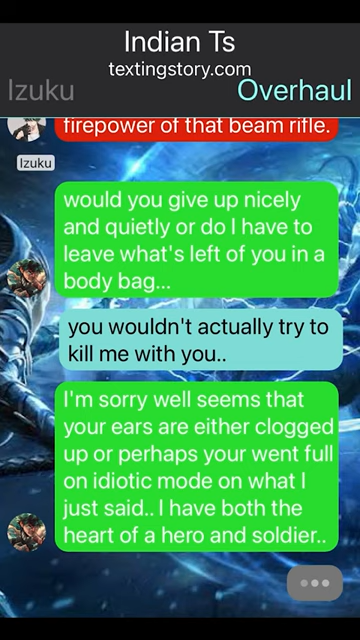 Indian Ts
textingstory.com
Izuku Overhaul
firepower of that beam rifle.
Izuku
would you give up nicely
and quietly or do I have to
leave what's left of you in a
body bag...
you wouldn't actually try to
kill me with you..
I'm sorry well seems that
your ears are either clogged
up or perhaps your went full
on idiotic mode on what I
just said.. I have both the
heart of a hero and soldier..